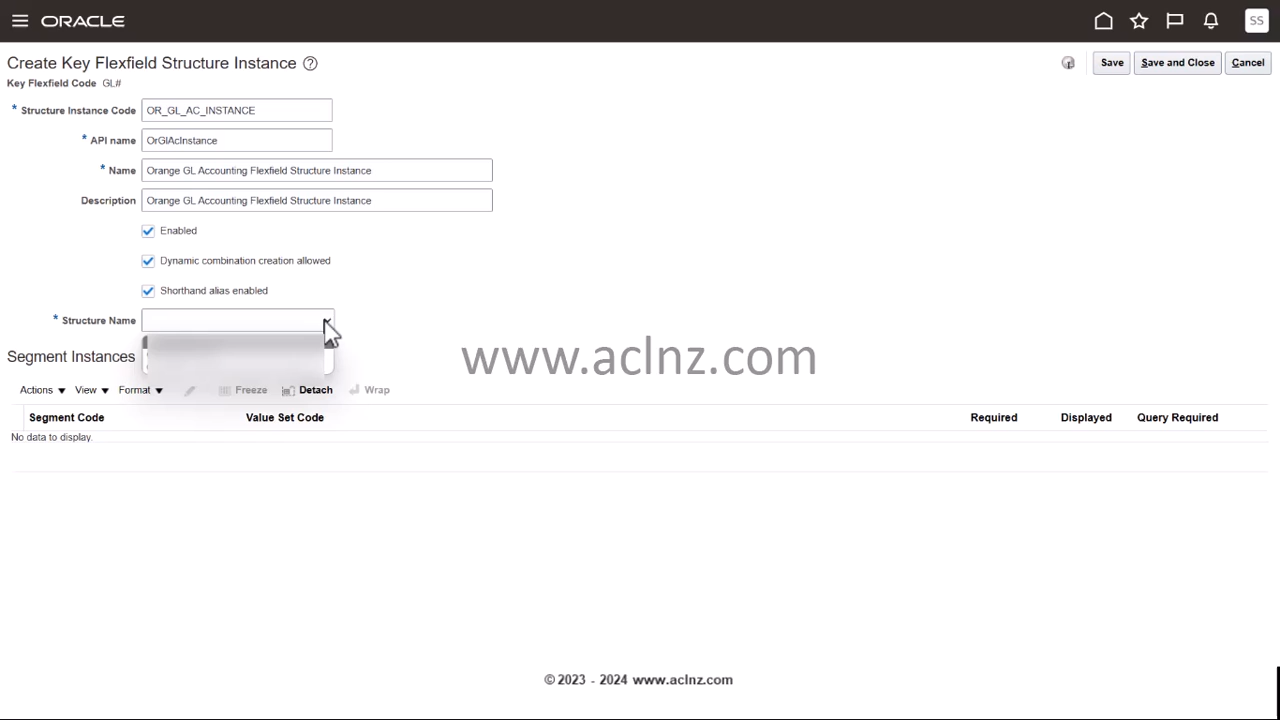 ORACLE
SS
Create Key Flexfield Structure Instance
Save
Save and Close
Cancel
Key Flexfield Code GL#
* Structure Instance Code OR_GL_AC_INSTANCE
* API name OrGlAcInstance
* Name Orange GL Accounting Flexfield Structure Instance
Description Orange GL Accounting Flexfield Structure Instance
Enabled
Dynamic combination creation allowed
Shorthand alias enabled
* Structure Name
Segment Instances
www.aclnz.com
Actions View Format Freeze Detach Wrap
Segment Code Value Set Code Required Displayed Query Required
No data to display.
© 2023 - 2024 www.aclnz.com